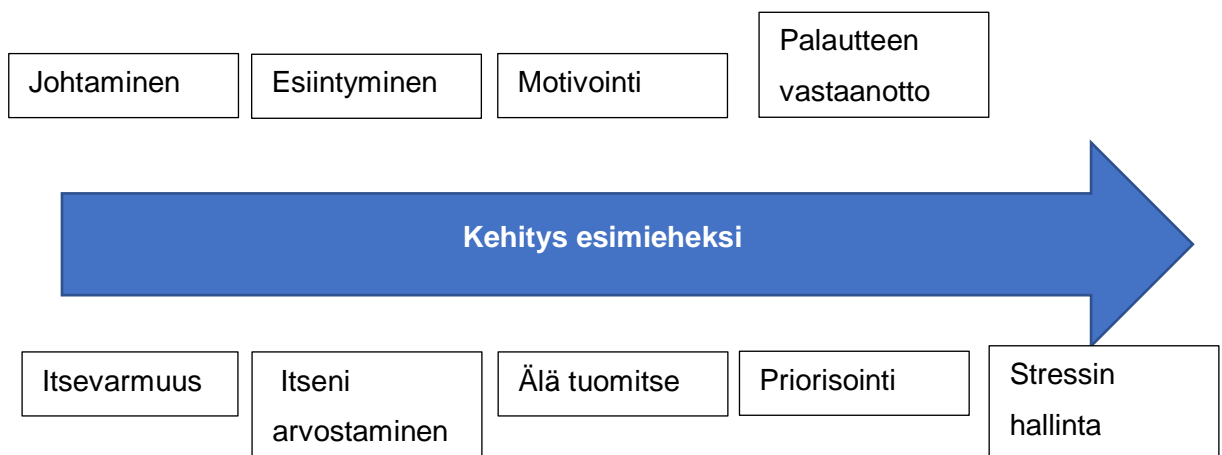 Johtaminen
Esiintyminen
Motivointi
Palautteen
vastaanotto
Kehitys esimieheksi
Itsevarmuus
Itseni
arvostaminen
Älä tuomitse
Priorisointi
Stressin
hallinta